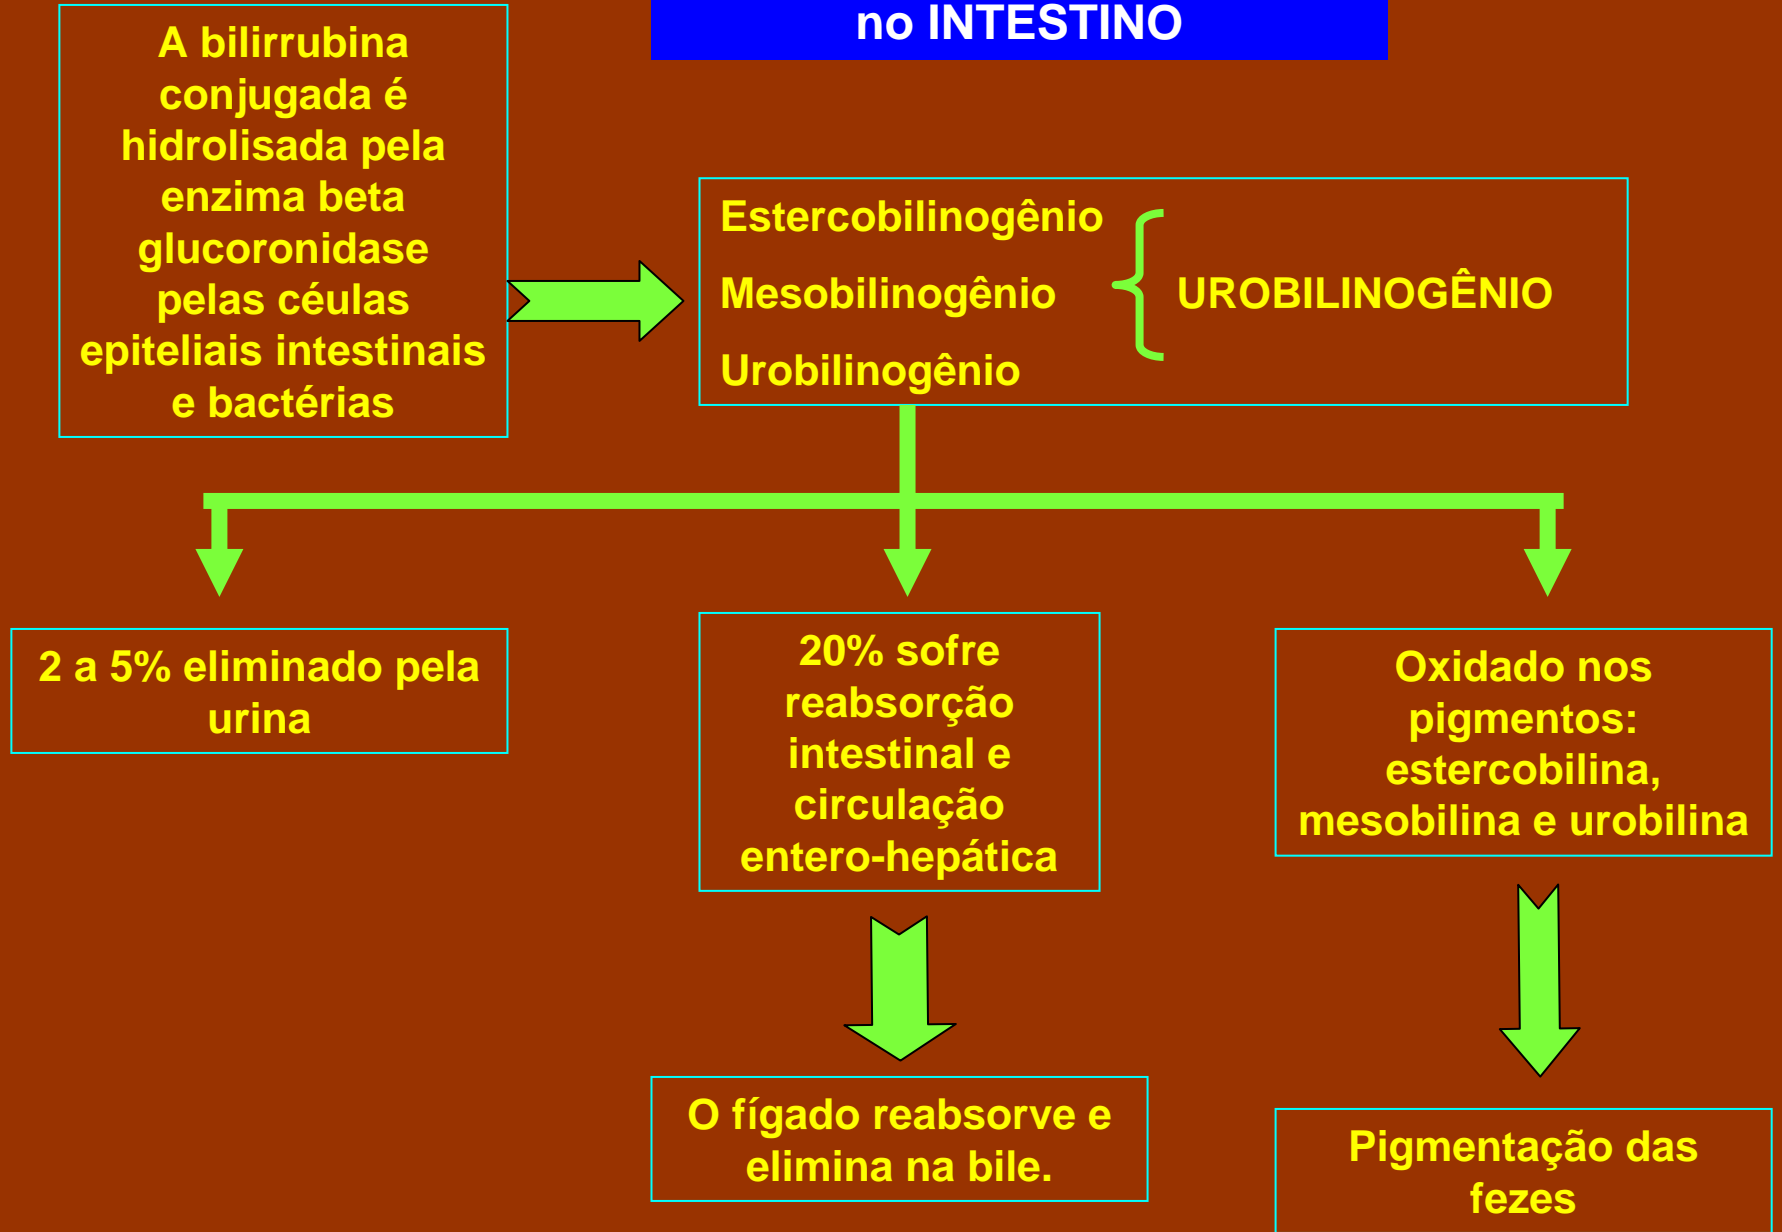 no INTESTINO
A bilirrubina
conjugada é
hidrolisada pela
enzima beta
glucoronidase
pelas céulas
epiteliais intestinais
e bactérias
Estercobilinogênio
Mesobilinogênio
UROBILINOGÊNIO
Urobilinogênio
2 a 5% eliminado pela
urina
20% sofre
reabsorção
intestinal e
circulação
entero-hepática
Oxidado nos
pigmentos:
estercobilina,
mesobilina e urobilina
O fígado reabsorve e
elimina na bile.
Pigmentação das
fezes